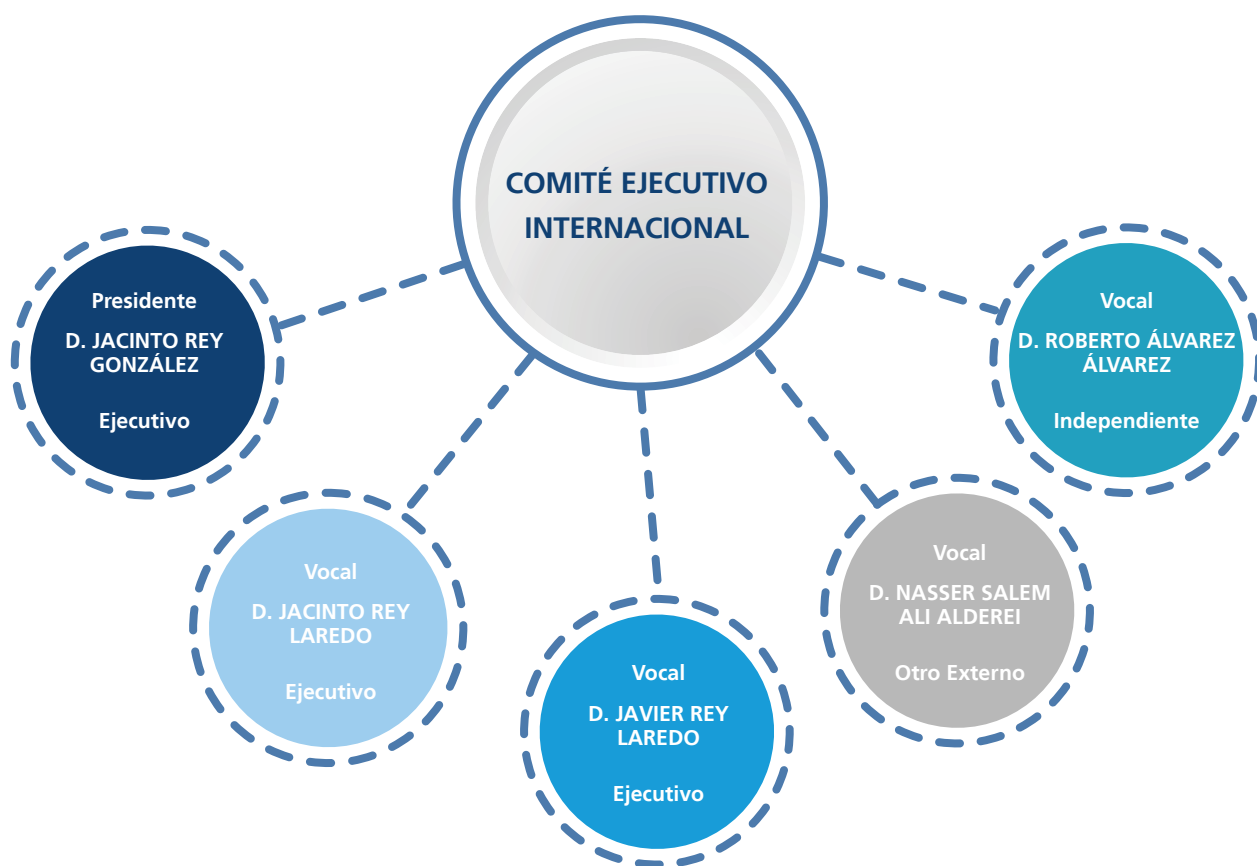 COMITÉ EJECUTIVO
INTERNACIONAL
Presidente
D. JACINTO REY
GONZÁLEZ
Ejecutivo
Vocal
D. JACINTO REY
LAREDO
Ejecutivo
Vocal
D. JAVIER REY
LAREDO
Ejecutivo
Vocal
D. NASSER SALEM
ALI ALDEREI
Otro Externo
Vocal
D. ROBERTO ÁLVAREZ
ÁLVAREZ
Independiente